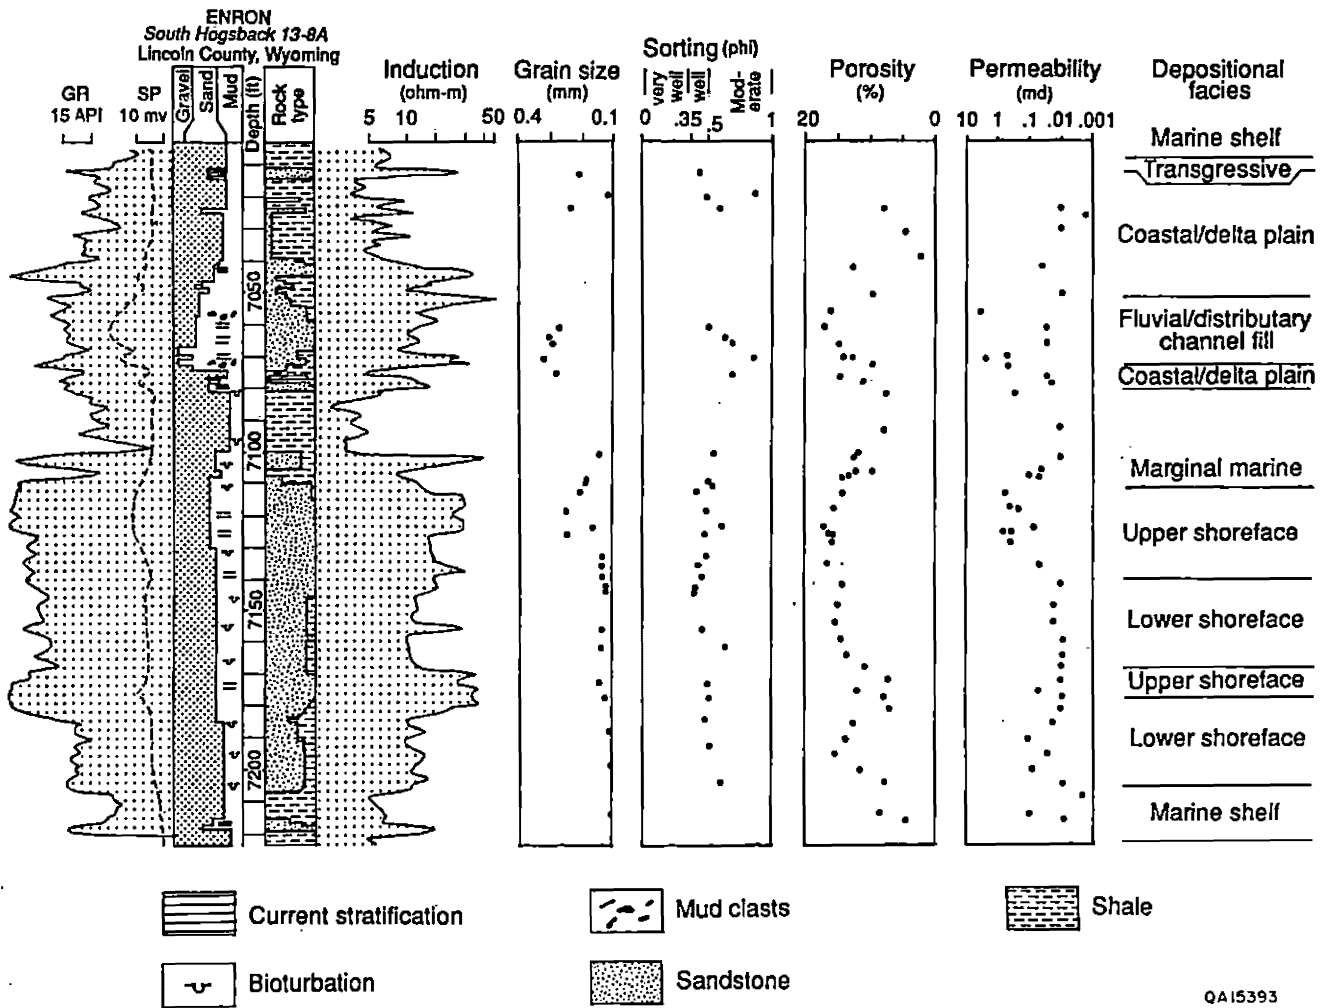 ENRON
South Hogsback 13-8A
Lincoln County, Wyoming
GR
15 API
SP
10 mv
Gravel
Sand
Mud
Depth (ft)
Rock type
Induction
(ohm-m)
5 10 50
Grain size
(mm)
0.4 0.1
Sorting (phi)
very well
well
Mod-erate
0 .35 .5 1
Porosity
(%)
20 0
Permeability
(md)
10 1 .1 .01 .001
Depositional
facies
7050
7100
7150
7200
Marine shelf
Transgressive
Coastal/delta plain
Fluvial/distributary
channel fill
Coastal/delta plain
Marginal marine
Upper shoreface
Lower shoreface
Upper shoreface
Lower shoreface
Marine shelf
Current stratification
Mud clasts
Shale
Bioturbation
Sandstone
QA15393